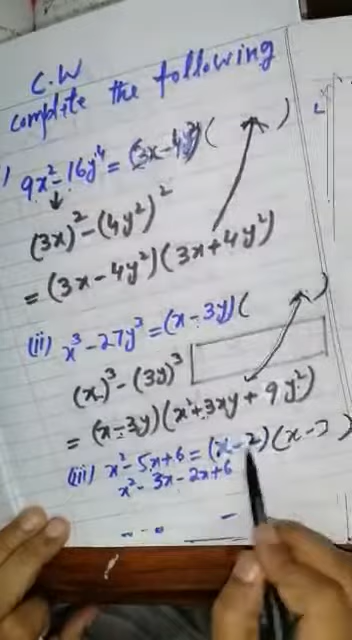 C.W
complete the following
i) 9x² - 16y⁴ = (3x - 4y²)( )
(3x)² - (4y²)²
= (3x - 4y²)(3x + 4y²)
(ii) x³ - 27y³ = (x - 3y)( )
(x)³ - (3y)³
= (x - 3y)(x² + 3xy + 9y²)
(iii) x² - 5x + 6 = (x - 2)(x - 3)
x² - 3x - 2x + 6